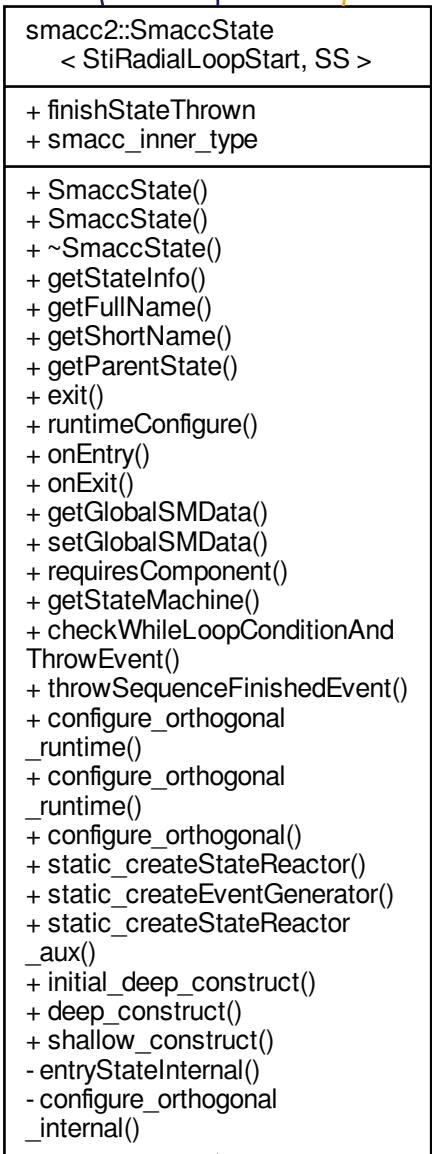 smacc2::SmaccState
< StiRadialLoopStart, SS >
+ finishStateThrown
+ smacc_inner_type
+ SmaccState()
+ SmaccState()
+ ~SmaccState()
+ getStateInfo()
+ getFullName()
+ getShortName()
+ getParentState()
+ exit()
+ runtimeConfigure()
+ onEntry()
+ onExit()
+ getGlobalSMData()
+ setGlobalSMData()
+ requiresComponent()
+ getStateMachine()
+ checkWhileLoopConditionAnd
ThrowEvent()
+ throwSequenceFinishedEvent()
+ configure_orthogonal
_runtime()
+ configure_orthogonal
_runtime()
+ configure_orthogonal()
+ static_createStateReactor()
+ static_createEventGenerator()
+ static_createStateReactor
_aux()
+ initial_deep_construct()
+ deep_construct()
+ shallow_construct()
- entryStateInternal()
- configure_orthogonal
_internal()